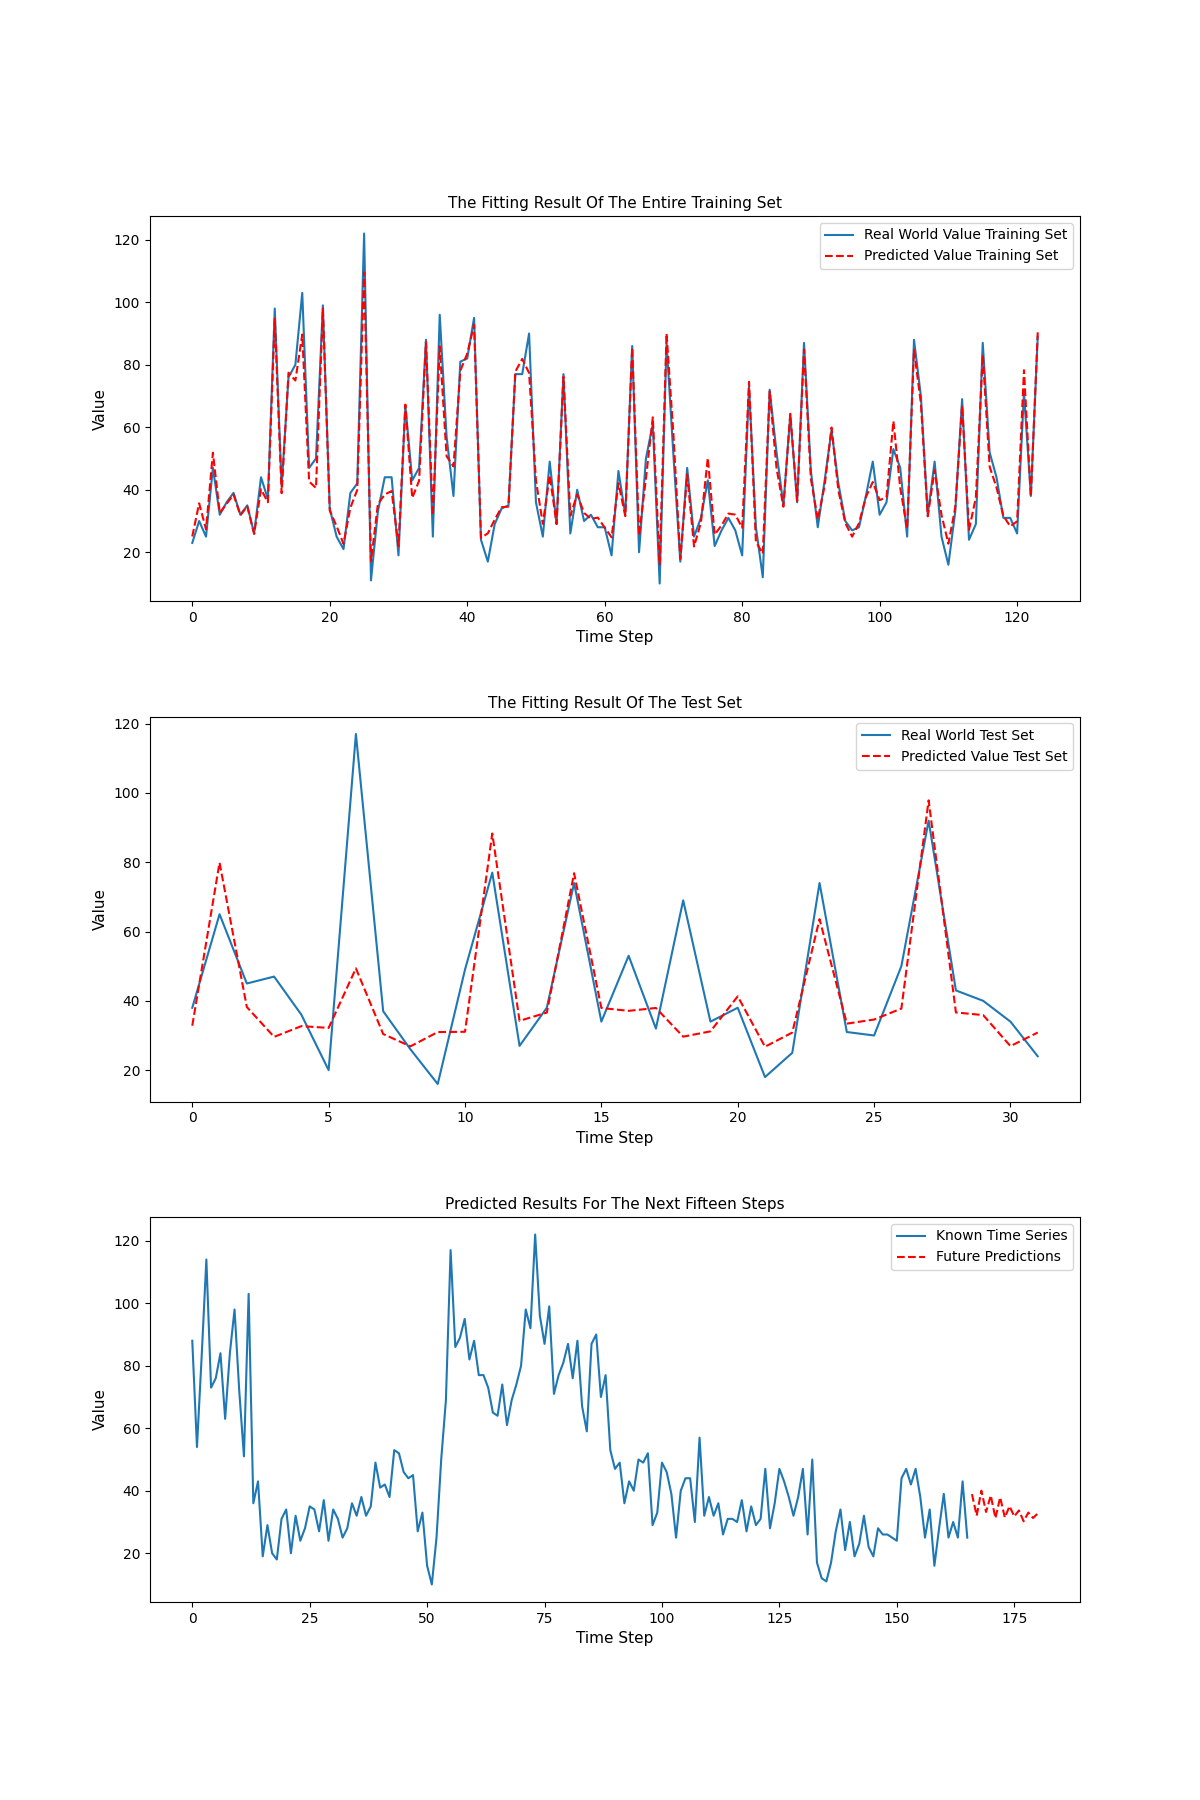 The Fitting Result Of The Entire Training Set
Real World Value Training Set
Predicted Value Training Set
Value
120
100
80
60
40
20
0 20 40 60 80 100 120
Time Step
The Fitting Result Of The Test Set
Real World Test Set
Predicted Value Test Set
Value
120
100
80
60
40
20
0 5 10 15 20 25 30
Time Step
Predicted Results For The Next Fifteen Steps
Known Time Series
Future Predictions
Value
120
100
80
60
40
20
0 25 50 75 100 125 150 175
Time Step